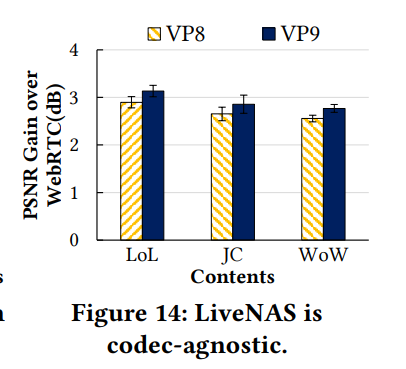 VP8 VP9
4
3
2
1
0
PSNR Gain over
WebRTC(dB)
LoL JC WoW
Contents
s
n
Figure 14: LiveNAS is
codec-agnostic.